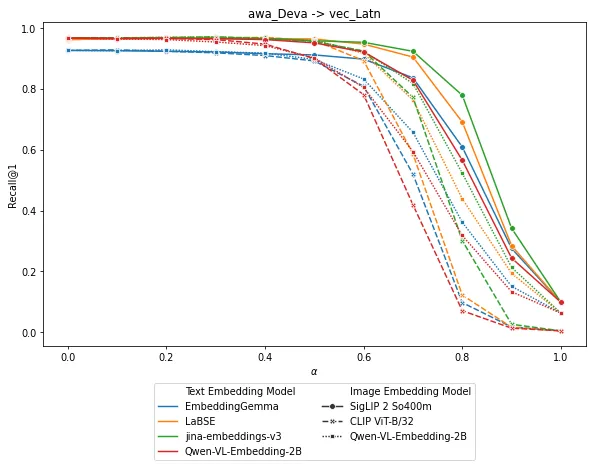 awa_Deva -> vec_Latn
Recall@1
1.0
0.8
0.6
0.4
0.2
0.0
0.0 0.2 0.4 0.6 0.8 1.0
α
Text Embedding Model
EmbeddingGemma
LaBSE
jina-embeddings-v3
Qwen-VL-Embedding-2B
Image Embedding Model
SigLIP 2 So400m
CLIP ViT-B/32
Qwen-VL-Embedding-2B